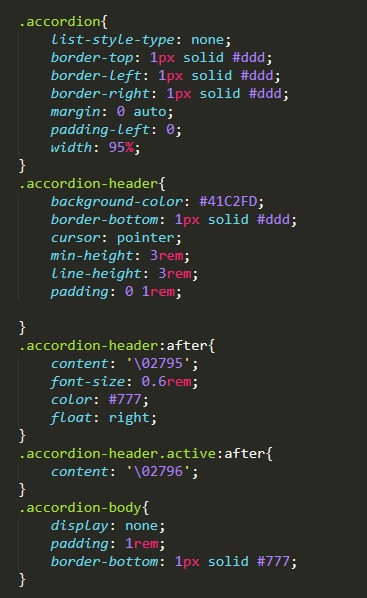 .accordion{
list-style-type: none;
border-top: 1px solid #ddd;
border-left: 1px solid #ddd;
border-right: 1px solid #ddd;
margin: 0 auto;
padding-left: 0;
width: 95%;
}
.accordion-header{
background-color: #41C2FD;
border-bottom: 1px solid #ddd;
cursor: pointer;
min-height: 3rem;
line-height: 3rem;
padding: 0 1rem;
}
.accordion-header:after{
content: '\02795';
font-size: 0.6rem;
color: #777;
float: right;
}
.accordion-header.active:after{
content: '\02796';
}
.accordion-body{
display: none;
padding: 1rem;
border-bottom: 1px solid #777;
}